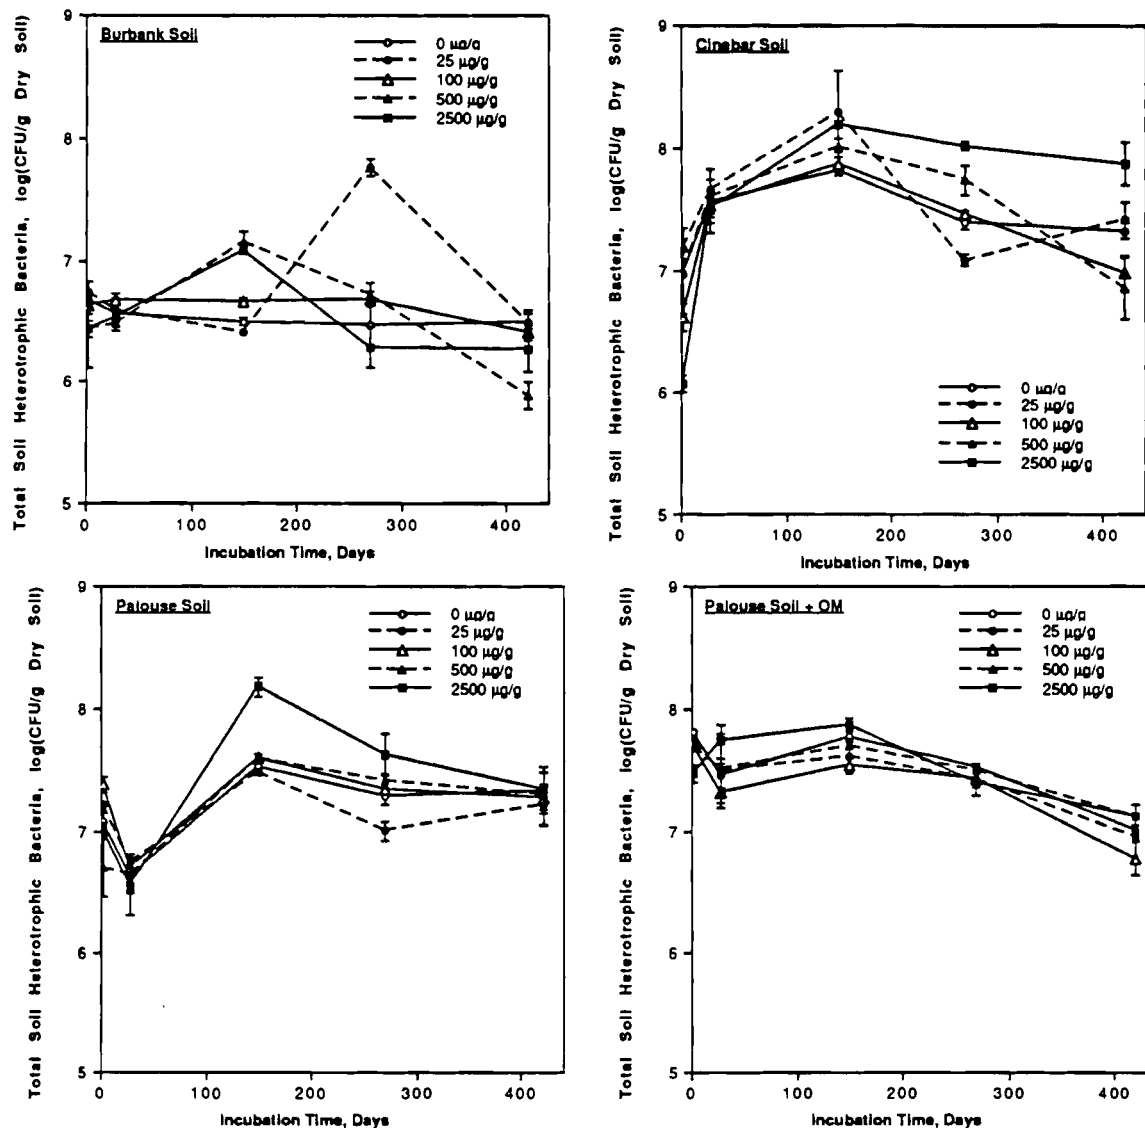 Total Soil Heterotrophic Bacteria, log(CFU/g Dry Soil)
9
8
7
6
5
Burbank Soil
0 µg/g
25 µg/g
100 µg/g
500 µg/g
2500 µg/g
0 100 200 300 400
Incubation Time, Days
Total Soil Heterotrophic Bacteria, log(CFU/g Dry Soil)
9
8
7
6
5
Cinebar Soil
0 µg/g
25 µg/g
100 µg/g
500 µg/g
2500 µg/g
0 100 200 300 400
Incubation Time, Days
Total Soil Heterotrophic Bacteria, log(CFU/g Dry Soil)
9
8
7
6
5
Palouse Soil
0 µg/g
25 µg/g
100 µg/g
500 µg/g
2500 µg/g
0 100 200 300 400
Incubation Time, Days
Total Soil Heterotrophic Bacteria, log(CFU/g Dry Soil)
9
8
7
6
5
Palouse Soil + OM
0 µg/g
25 µg/g
100 µg/g
500 µg/g
2500 µg/g
0 100 200 300 400
Incubation Time, Days